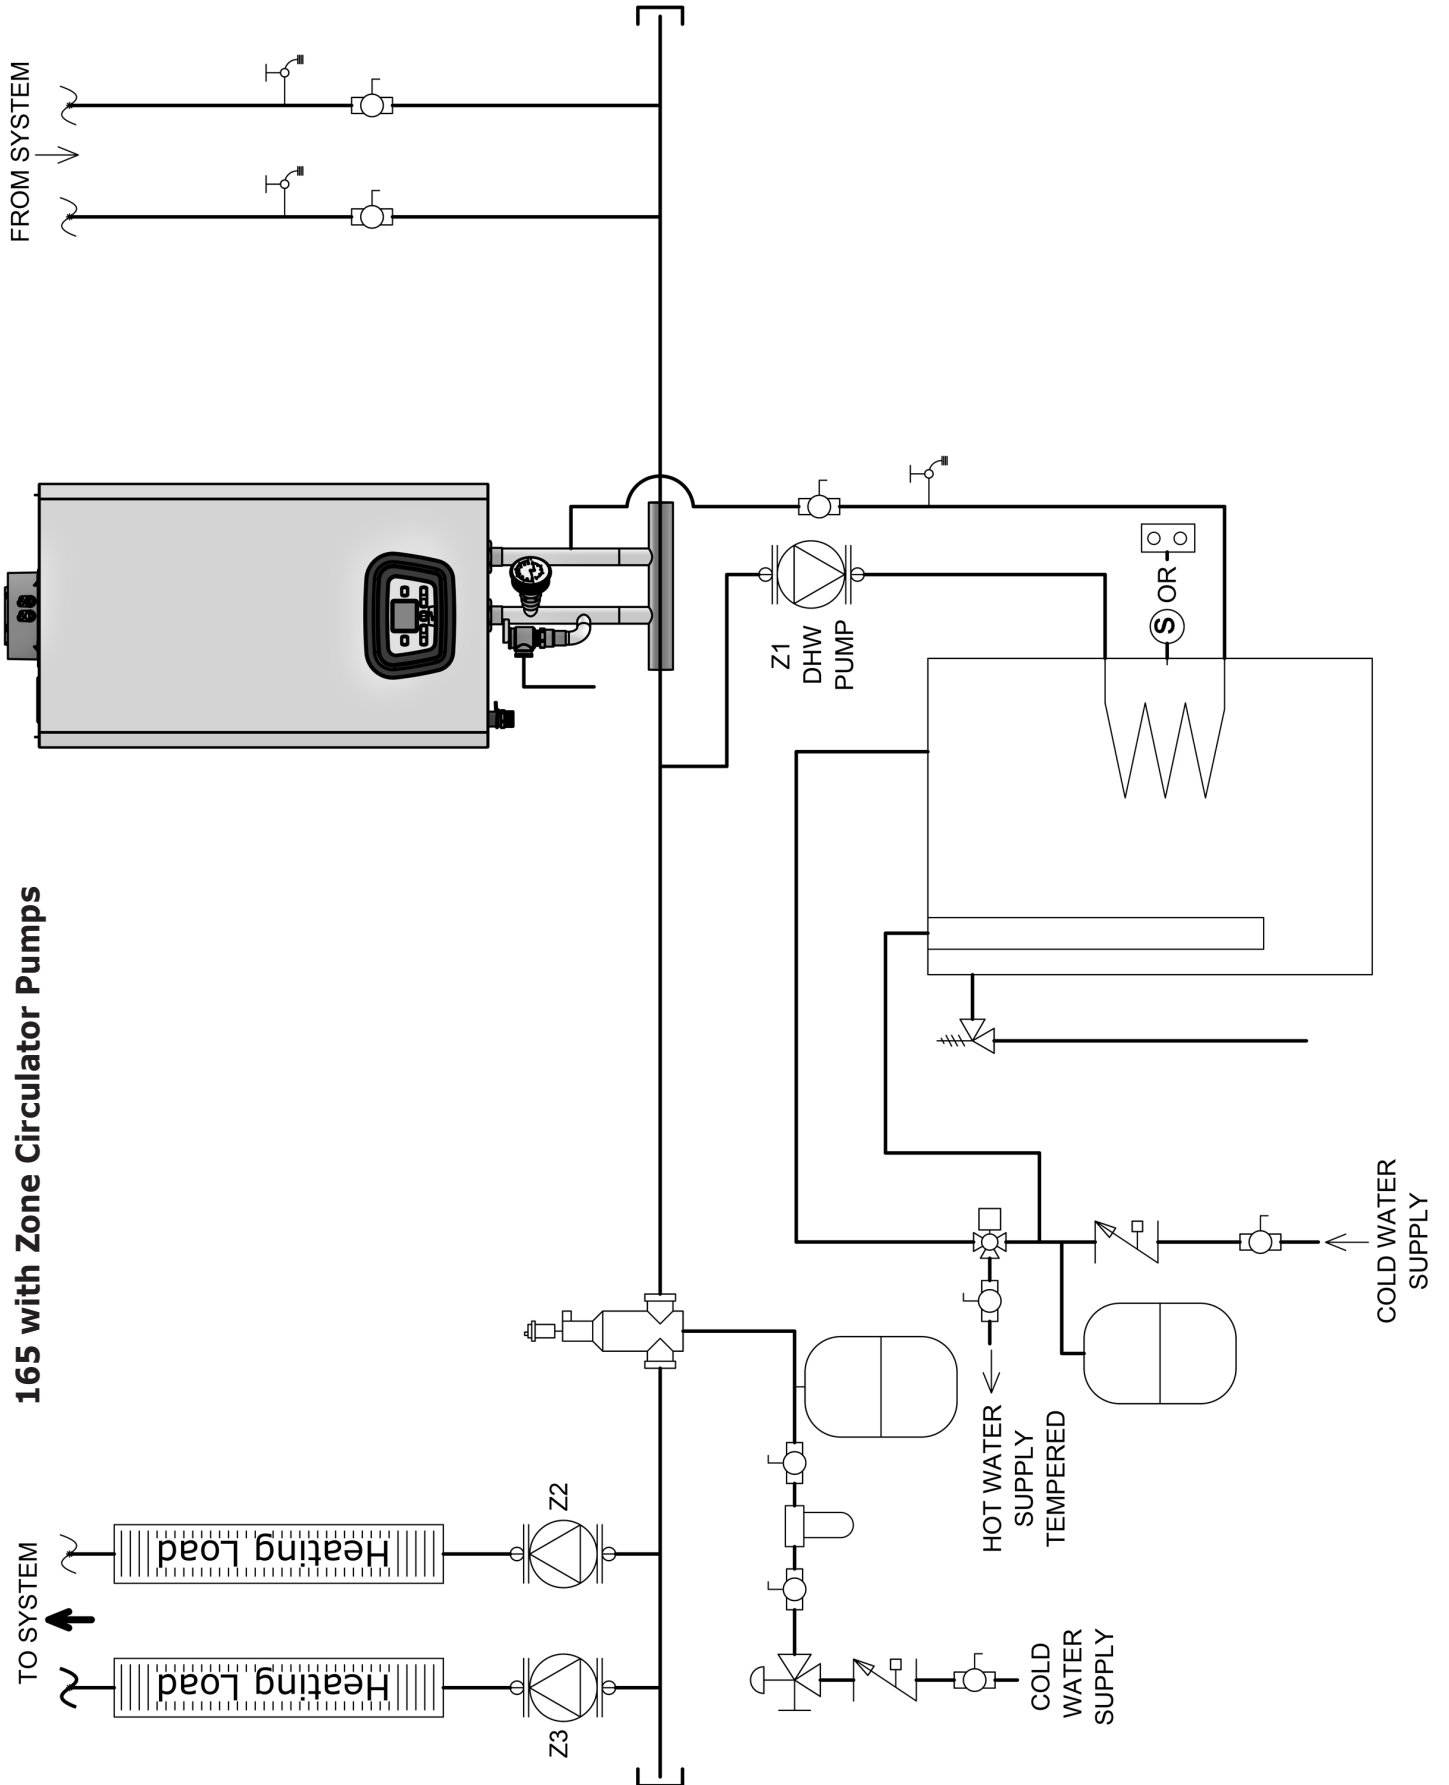 165 with Zone Circulator Pumps
TO SYSTEM
FROM SYSTEM
Heating Load
Heating Load
Z3
Z2
Z1
DHW
PUMP
S
OR
HOT WATER
SUPPLY
TEMPERED
COLD
WATER
SUPPLY
COLD WATER
SUPPLY